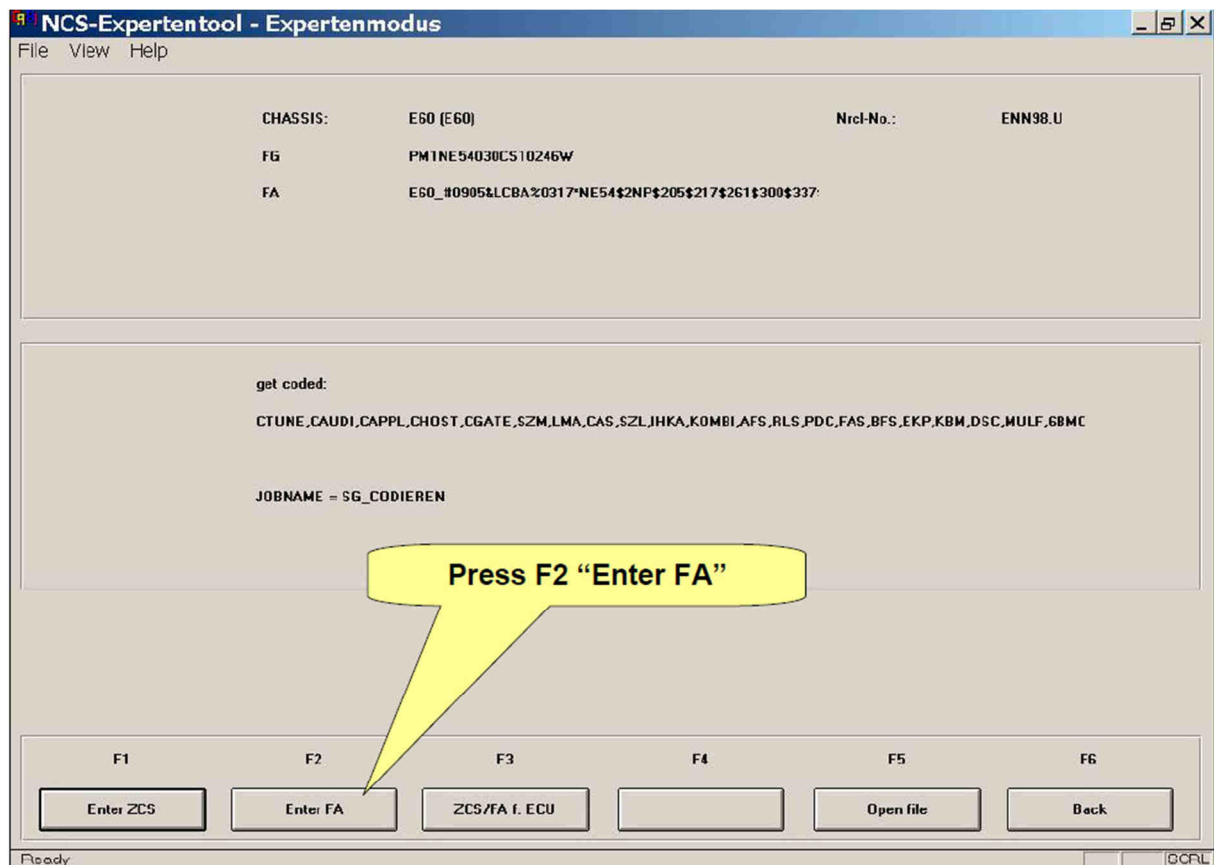 NCS-Expertentool - Expertenmodus
File View Help
CHASSIS: E60 (E60) Nrcl-No.: ENN98.U
FG PM1NE54030CS10246W
FA E60_#0905&LCBA%0317*NE54$2NP$205$217$261$300$337
get coded:
CTUNE,CAUDI,CAPPL,CHOST,CGATE,SZM,LMA,CAS,SZL,IHKA,KOMBI,AFS,RLS,PDC,FAS,BFS,EKP,KBM,DSC,MULF,GBMC
JOBNAME = SG_CODIEREN
Press F2 “Enter FA”
F1 F2 F3 F4 F5 F6
Enter ZCS Enter FA ZCS/FA f. ECU Open file Back
Ready SCRL